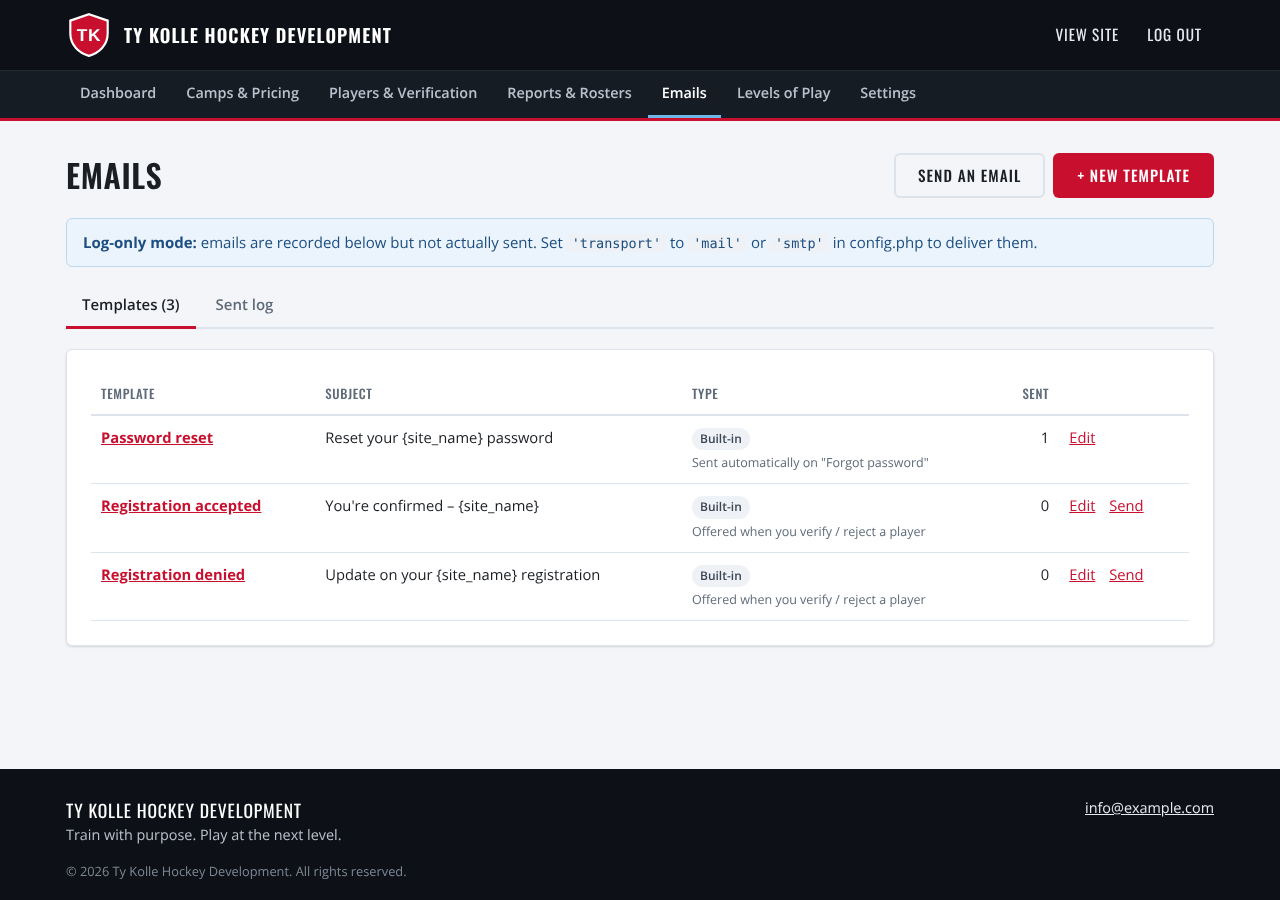 TK TY KOLLE HOCKEY DEVELOPMENT VIEW SITE LOG OUT
Dashboard Camps & Pricing Players & Verification Reports & Rosters Emails Levels of Play Settings
EMAILS SEND AN EMAIL + NEW TEMPLATE
Log-only mode: emails are recorded below but not actually sent. Set 'transport' to 'mail' or 'smtp' in config.php to deliver them.
Templates (3) Sent log
TEMPLATE SUBJECT TYPE SENT
Password reset Reset your {site_name} password Built-in 1 Edit
Sent automatically on "Forgot password"
Registration accepted You're confirmed – {site_name} Built-in 0 Edit Send
Offered when you verify / reject a player
Registration denied Update on your {site_name} registration Built-in 0 Edit Send
Offered when you verify / reject a player
TY KOLLE HOCKEY DEVELOPMENT info@example.com
Train with purpose. Play at the next level.
© 2026 Ty Kolle Hockey Development. All rights reserved.